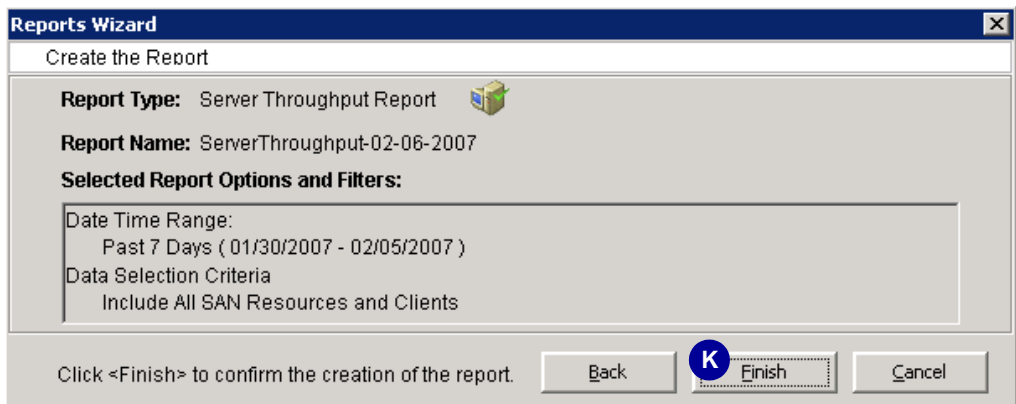 Reports Wizard
Create the Report
Report Type: Server Throughput Report
Report Name: ServerThroughput-02-06-2007
Selected Report Options and Filters:
Date Time Range:
Past 7 Days ( 01/30/2007 - 02/05/2007 )
Data Selection Criteria
Include All SAN Resources and Clients
Click <Finish> to confirm the creation of the report. Back K Finish Cancel